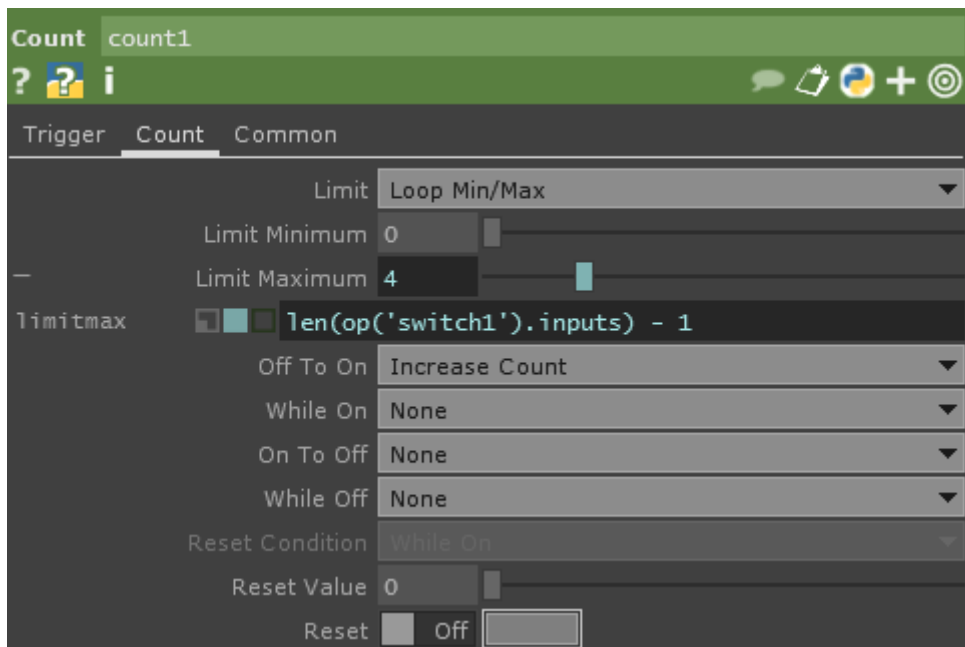 Count count1
? ? i
Trigger Count Common
Limit Loop Min/Max
Limit Minimum 0
Limit Maximum 4
limitmax len(op('switch1').inputs) - 1
Off To On Increase Count
While On None
On To Off None
While Off None
Reset Condition While On
Reset Value 0
Reset Off